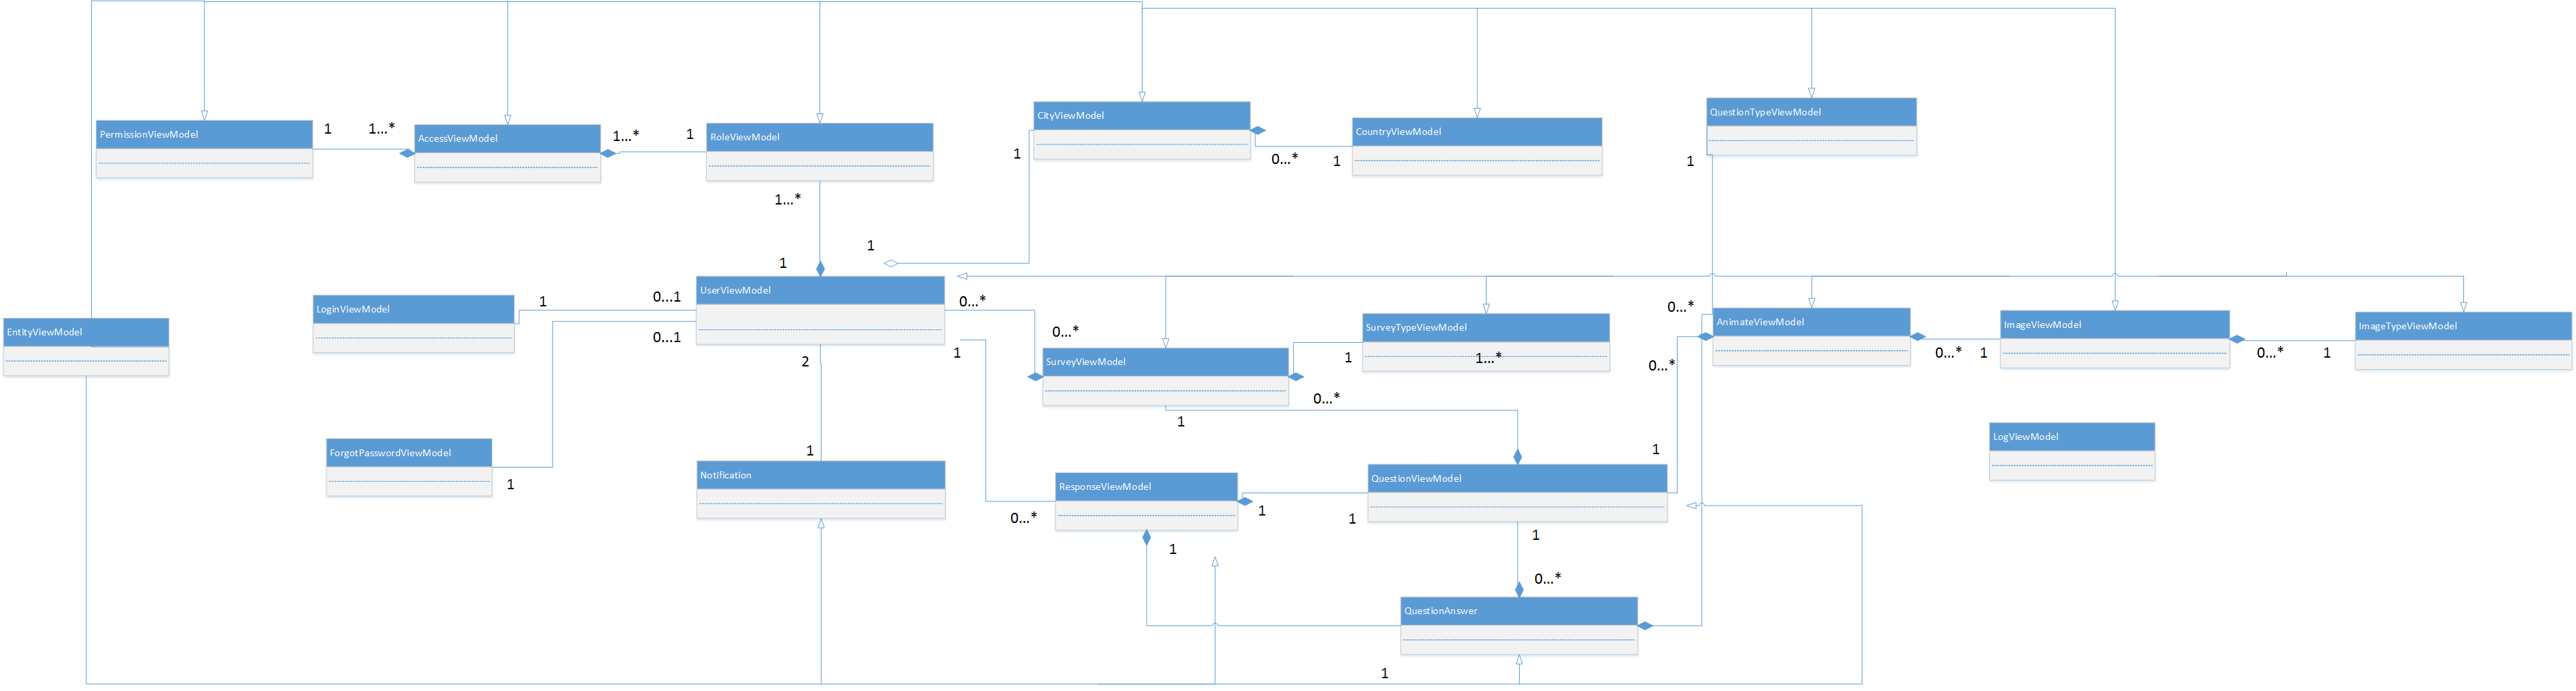 QuestionTypeViewModel
CityViewModel
CountryViewModel
PermissionViewModel
1
1...*
AccessViewModel
1...*
1
RoleViewModel
1
0...*
1
1
1...*
1
1
UserViewModel
LoginViewModel
1
0...1
0...*
0...*
EntityViewModel
0...1
1
SurveyViewModel
SurveyTypeViewModel
1
1...*
0...*
AnimateViewModel
0...*
0...*
1
ImageViewModel
0...*
1
ImageTypeViewModel
2
0...*
1
LogViewModel
ForgotPasswordViewModel
1
1
1
Notification
ResponseViewModel
QuestionViewModel
0...*
1
1
1
1
0...*
QuestionAnswer
1